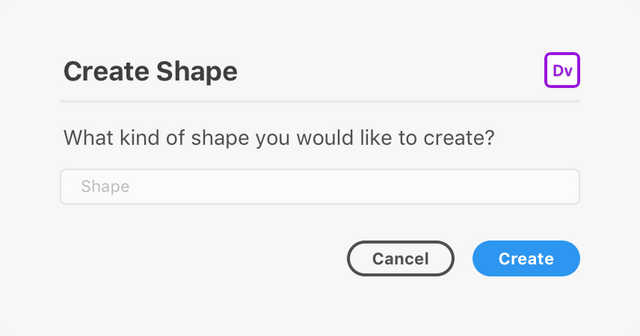 Create Shape
Dv
What kind of shape you would like to create?
Shape
Cancel
Create